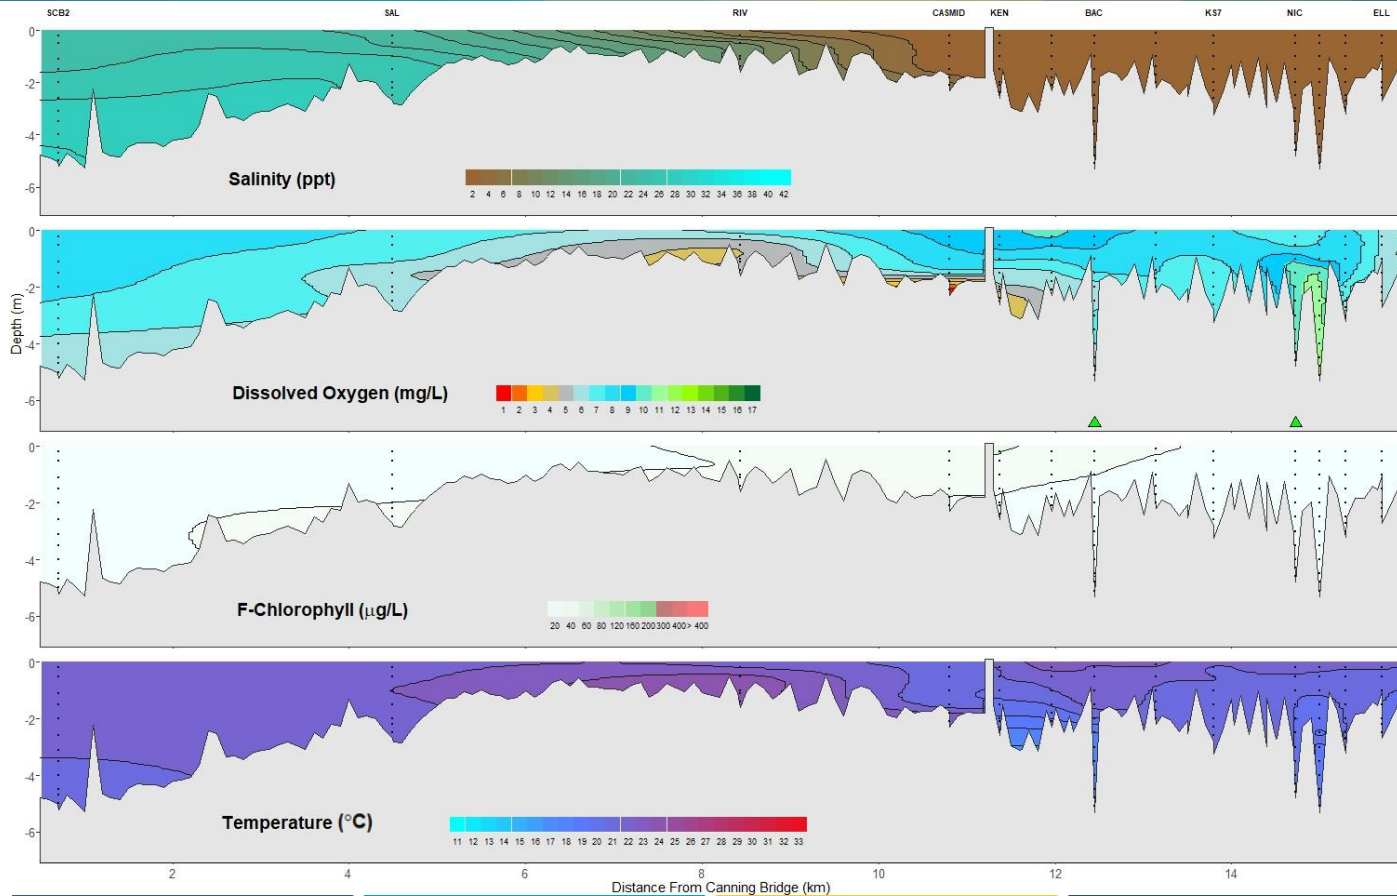 SCB2 SAL RIV CASMID KEN BAC KS7 NIC ELL
0
-2
-4
-6
Salinity (ppt)
2 4 6 8 10 12 14 16 18 20 22 24 26 28 30 32 34 36 38 40 42
0
-2
-4
-6
Depth (m)
Dissolved Oxygen (mg/L)
1 2 3 4 5 6 7 8 9 10 11 12 13 14 15 16 17
0
-2
-4
-6
F-Chlorophyll (μg/L)
20 40 60 80 120 160 200 300 400 > 400
0
-2
-4
-6
Temperature (°C)
11 12 13 14 15 16 17 18 19 20 21 22 23 24 25 26 27 28 29 30 31 32 33
2 4 6 8 10 12 14
Distance From Canning Bridge (km)